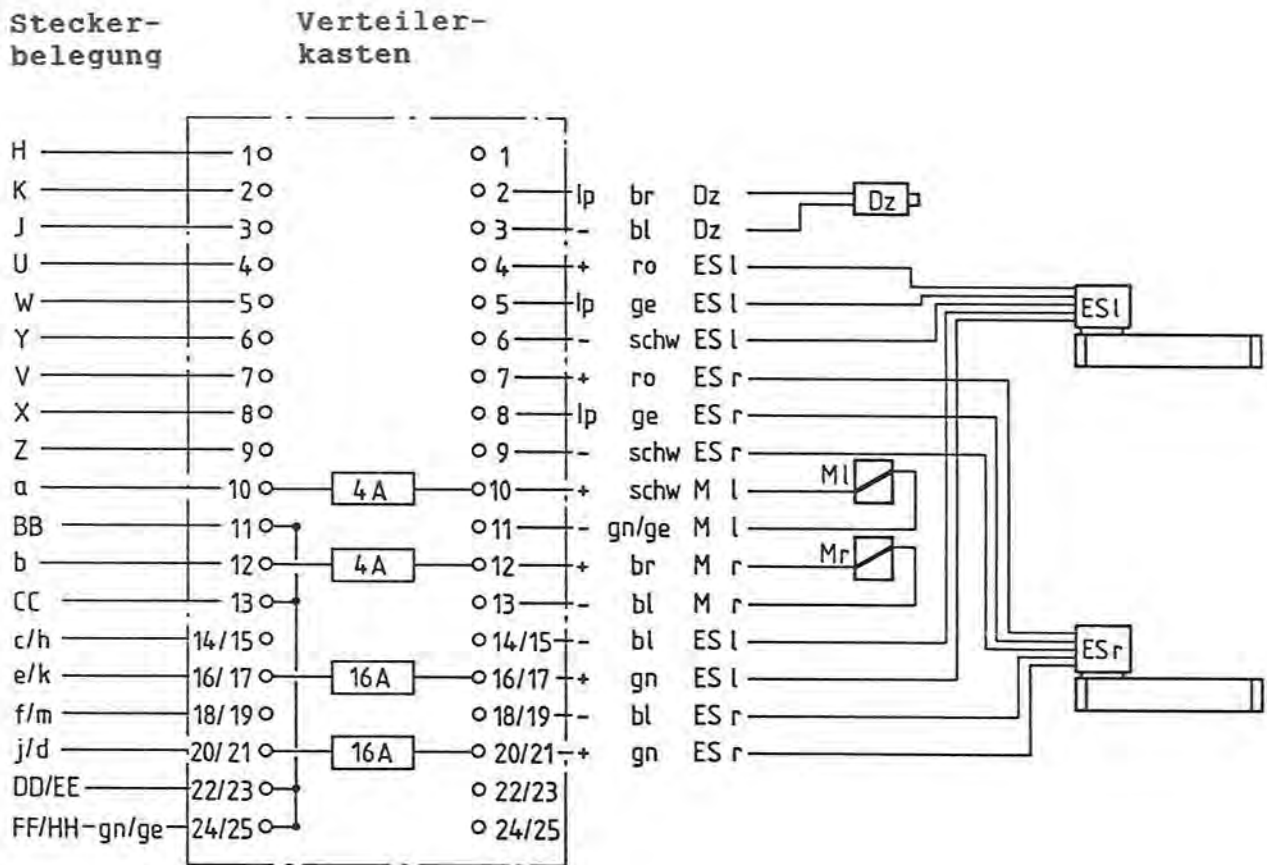 Stecker- Verteiler-
belegung kasten
H 1 1
K 2 2 Ip br Dz Dz
J 3 3 - bl Dz
U 4 4 + ro ES l
W 5 5 Ip ge ES l ESl
Y 6 6 - schw ES l
V 7 7 + ro ES r
X 8 8 Ip ge ES r
Z 9 9 - schw ES r
a 10 4A 10 + schw M l Ml
BB 11 11 - gn/ge M l
b 12 4A 12 + br M r Mr
CC 13 13 - bl M r
c/h 14/15 14/15 - bl ES l
e/k 16/17 16A 16/17 + gn ES l ESr
f/m 18/19 18/19 - bl ES r
j/d 20/21 16A 20/21 + gn ES r
DD/EE 22/23 22/23
FF/HH gn/ge 24/25 24/25